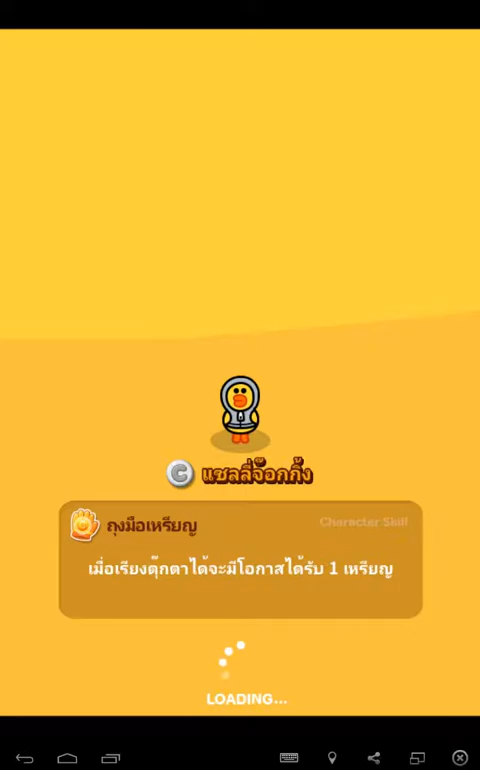 C แซลลี่จ๊อกกิ้ง
ถุงมือเหรียญ
Character Skill
เมื่อเรียงตุ๊กตาได้จะมีโอกาสได้รับ 1 เหรียญ
LOADING...